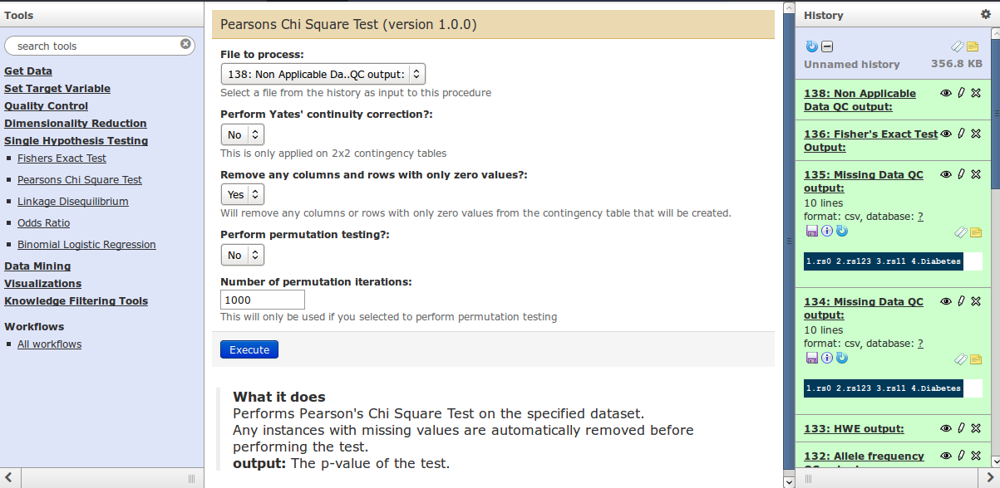 Tools
search tools
Get Data
Set Target Variable
Quality Control
Dimensionality Reduction
Single Hypothesis Testing
Fishers Exact Test
Pearsons Chi Square Test
Linkage Disequilibrium
Odds Ratio
Binomial Logistic Regression
Data Mining
Visualizations
Knowledge Filtering Tools
Workflows
All workflows
Pearsons Chi Square Test (version 1.0.0)
File to process:
138: Non Applicable Da..QC output:
Select a file from the history as input to this procedure
Perform Yates' continuity correction?:
No
This is only applied on 2x2 contingency tables
Remove any columns and rows with only zero values?:
Yes
Will remove any columns or rows with only zero values from the contingency table that will be created.
Perform permutation testing?:
No
Number of permutation iterations:
1000
This will only be used if you selected to perform permutation testing
Execute
What it does
Performs Pearson's Chi Square Test on the specified dataset.
Any instances with missing values are automatically removed before
performing the test.
output: The p-value of the test.
History
Unnamed history 356.8 KB
138: Non Applicable
Data QC output:
136: Fisher's Exact Test
Output:
135: Missing Data QC
output:
10 lines
format: csv, database: ?
1.rs0 2.rs123 3.rs11 4.Diabetes
134: Missing Data QC
output:
10 lines
format: csv, database: ?
1.rs0 2.rs123 3.rs11 4.Diabetes
133: HWE output:
132: Allele frequency